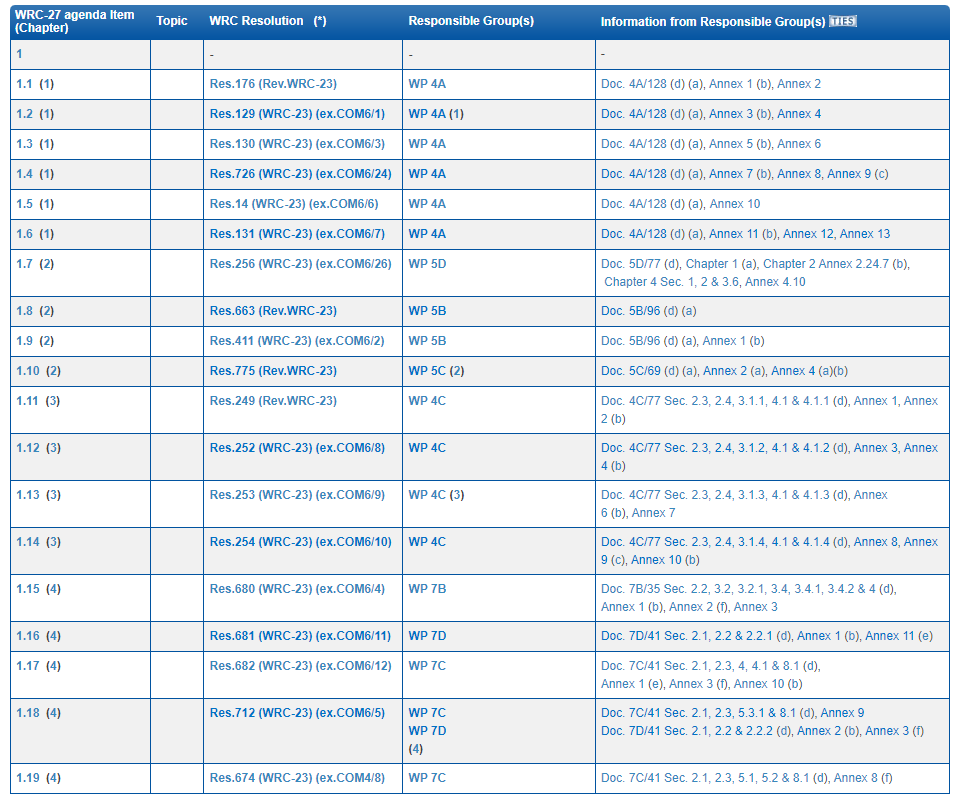 WRC-27 agenda Item (Chapter) Topic WRC Resolution (*) Responsible Group(s) Information from Responsible Group(s) TIES
1 - - -
1.1 (1) Res.176 (Rev.WRC-23) WP 4A Doc. 4A/128 (d) (a), Annex 1 (b), Annex 2
1.2 (1) Res.129 (WRC-23) (ex.COM6/1) WP 4A (1) Doc. 4A/128 (d) (a), Annex 3 (b), Annex 4
1.3 (1) Res.130 (WRC-23) (ex.COM6/3) WP 4A Doc. 4A/128 (d) (a), Annex 5 (b), Annex 6
1.4 (1) Res.726 (WRC-23) (ex.COM6/24) WP 4A Doc. 4A/128 (d) (a), Annex 7 (b), Annex 8, Annex 9 (c)
1.5 (1) Res.14 (WRC-23) (ex.COM6/6) WP 4A Doc. 4A/128 (d) (a), Annex 10
1.6 (1) Res.131 (WRC-23) (ex.COM6/7) WP 4A Doc. 4A/128 (d) (a), Annex 11 (b), Annex 12, Annex 13
1.7 (2) Res.256 (WRC-23) (ex.COM6/26) WP 5D Doc. 5D/77 (d), Chapter 1 (a), Chapter 2 Annex 2.24.7 (b),
Chapter 4 Sec. 1, 2 & 3.6, Annex 4.10
1.8 (2) Res.663 (Rev.WRC-23) WP 5B Doc. 5B/96 (d) (a)
1.9 (2) Res.411 (WRC-23) (ex.COM6/2) WP 5B Doc. 5B/96 (d) (a), Annex 1 (b)
1.10 (2) Res.775 (Rev.WRC-23) WP 5C (2) Doc. 5C/69 (d) (a), Annex 2 (a), Annex 4 (a)(b)
1.11 (3) Res.249 (Rev.WRC-23) WP 4C Doc. 4C/77 Sec. 2.3, 2.4, 3.1.1, 4.1 & 4.1.1 (d), Annex 1, Annex
2 (b)
1.12 (3) Res.252 (WRC-23) (ex.COM6/8) WP 4C Doc. 4C/77 Sec. 2.3, 2.4, 3.1.2, 4.1 & 4.1.2 (d), Annex 3, Annex
4 (b)
1.13 (3) Res.253 (WRC-23) (ex.COM6/9) WP 4C (3) Doc. 4C/77 Sec. 2.3, 2.4, 3.1.3, 4.1 & 4.1.3 (d), Annex
6 (b), Annex 7
1.14 (3) Res.254 (WRC-23) (ex.COM6/10) WP 4C Doc. 4C/77 Sec. 2.3, 2.4, 3.1.4, 4.1 & 4.1.4 (d), Annex 8, Annex
9 (c), Annex 10 (b)
1.15 (4) Res.680 (WRC-23) (ex.COM6/4) WP 7B Doc. 7B/35 Sec. 2.2, 3.2, 3.2.1, 3.4, 3.4.1, 3.4.2 & 4 (d),
Annex 1 (b), Annex 2 (f), Annex 3
1.16 (4) Res.681 (WRC-23) (ex.COM6/11) WP 7D Doc. 7D/41 Sec. 2.1, 2.2 & 2.2.1 (d), Annex 1 (b), Annex 11 (e)
1.17 (4) Res.682 (WRC-23) (ex.COM6/12) WP 7C Doc. 7C/41 Sec. 2.1, 2.3, 4, 4.1 & 8.1 (d),
Annex 1 (e), Annex 3 (f), Annex 10 (b)
1.18 (4) Res.712 (WRC-23) (ex.COM6/5) WP 7C Doc. 7C/41 Sec. 2.1, 2.3, 5.3.1 & 8.1 (d), Annex 9
WP 7D Doc. 7D/41 Sec. 2.1, 2.2 & 2.2.2 (d), Annex 2 (b), Annex 3 (f)
(4)
1.19 (4) Res.674 (WRC-23) (ex.COM4/8) WP 7C Doc. 7C/41 Sec. 2.1, 2.3, 5.1, 5.2 & 8.1 (d), Annex 8 (f)